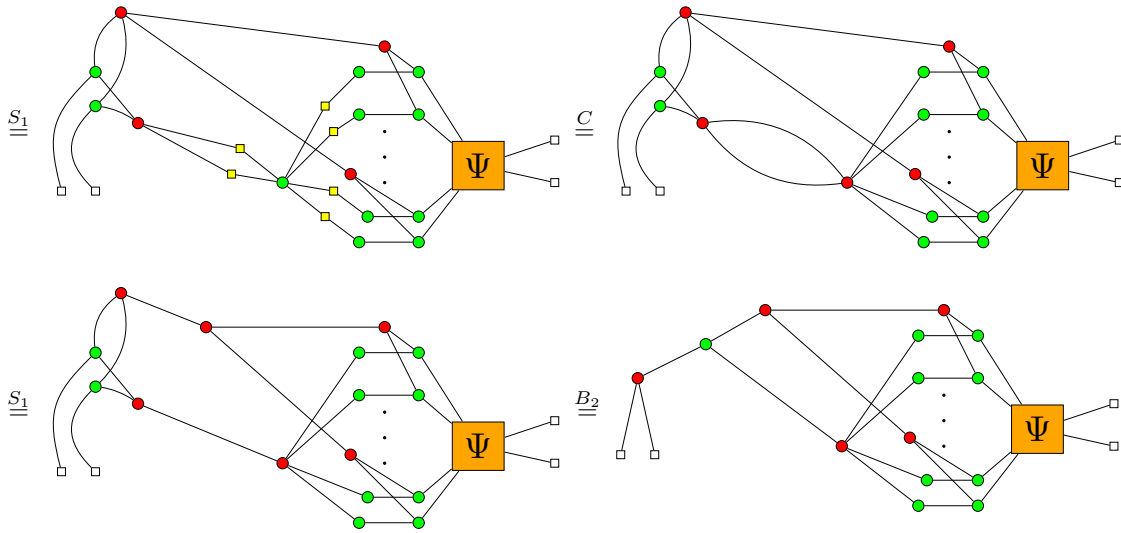 S₁ = Ψ
C = Ψ
S₁ = Ψ
B₂ = Ψ